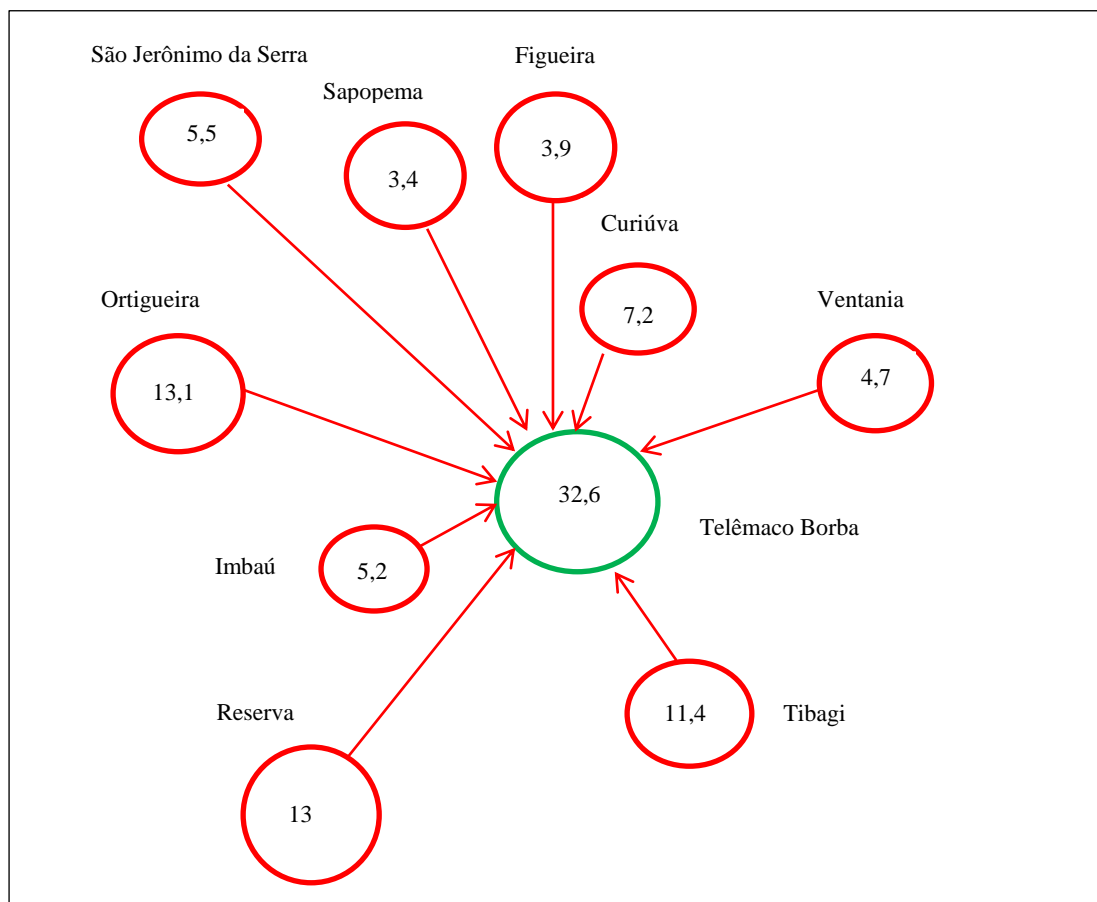 São Jerônimo da Serra
Figueira
Sapopema
5,5
3,9
3,4
Curiúva
Ortigueira
Ventania
7,2
13,1
4,7
32,6
Telêmaco Borba
Imbaú
5,2
Reserva
11,4
Tibagi
13